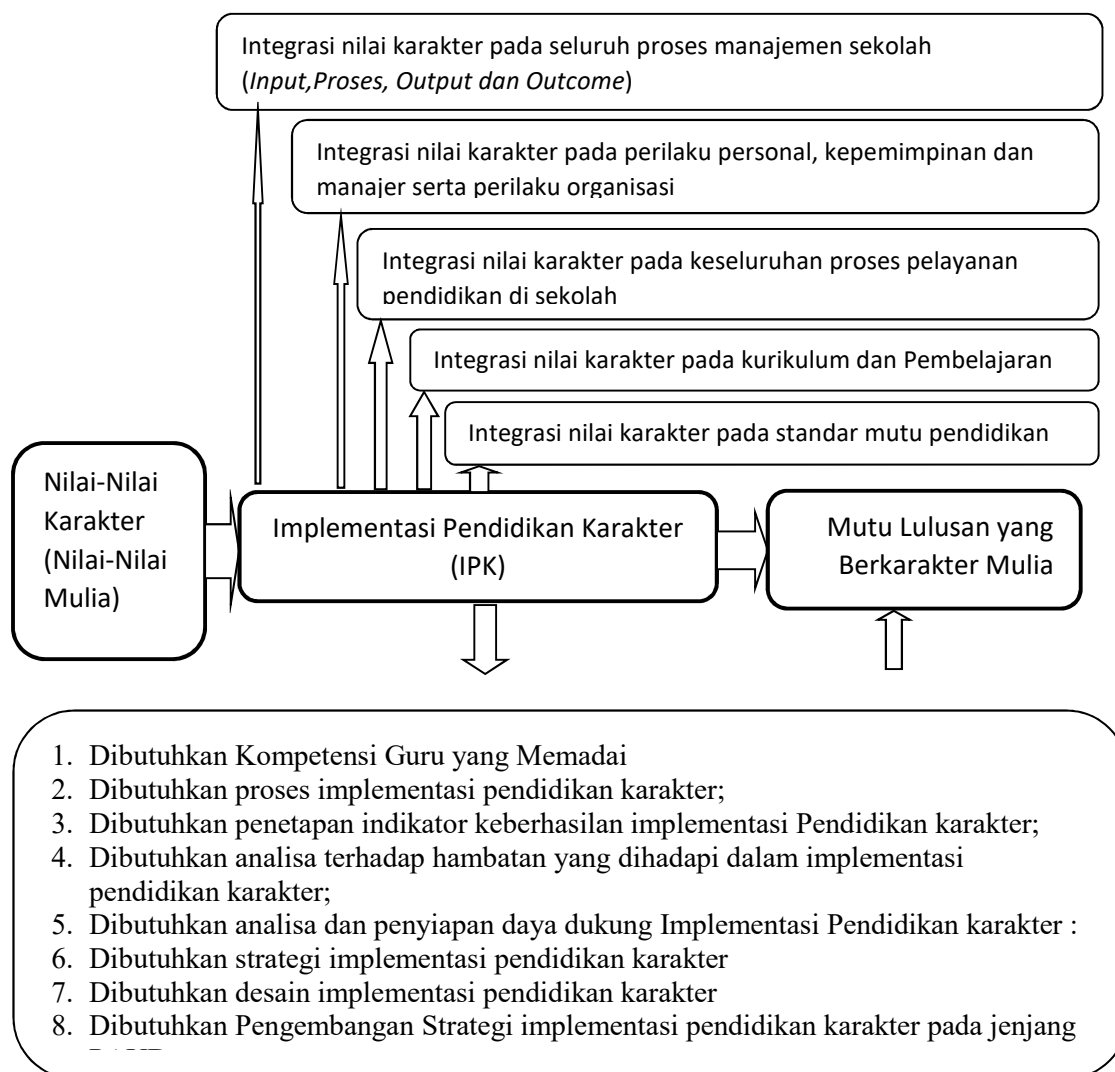 Integrasi nilai karakter pada seluruh proses manajemen sekolah
(Input,Proses, Output dan Outcome)
Integrasi nilai karakter pada perilaku personal, kepemimpinan dan
manajer serta perilaku organisasi
Integrasi nilai karakter pada keseluruhan proses pelayanan
pendidikan di sekolah
Integrasi nilai karakter pada kurikulum dan Pembelajaran
Integrasi nilai karakter pada standar mutu pendidikan
Nilai-Nilai
Karakter
(Nilai-Nilai
Mulia)
Implementasi Pendidikan Karakter
(IPK)
Mutu Lulusan yang
Berkarakter Mulia
1. Dibutuhkan Kompetensi Guru yang Memadai
2. Dibutuhkan proses implementasi pendidikan karakter;
3. Dibutuhkan penetapan indikator keberhasilan implementasi Pendidikan karakter;
4. Dibutuhkan analisa terhadap hambatan yang dihadapi dalam implementasi
pendidikan karakter;
5. Dibutuhkan analisa dan penyiapan daya dukung Implementasi Pendidikan karakter :
6. Dibutuhkan strategi implementasi pendidikan karakter
7. Dibutuhkan desain implementasi pendidikan karakter
8. Dibutuhkan Pengembangan Strategi implementasi pendidikan karakter pada jenjang